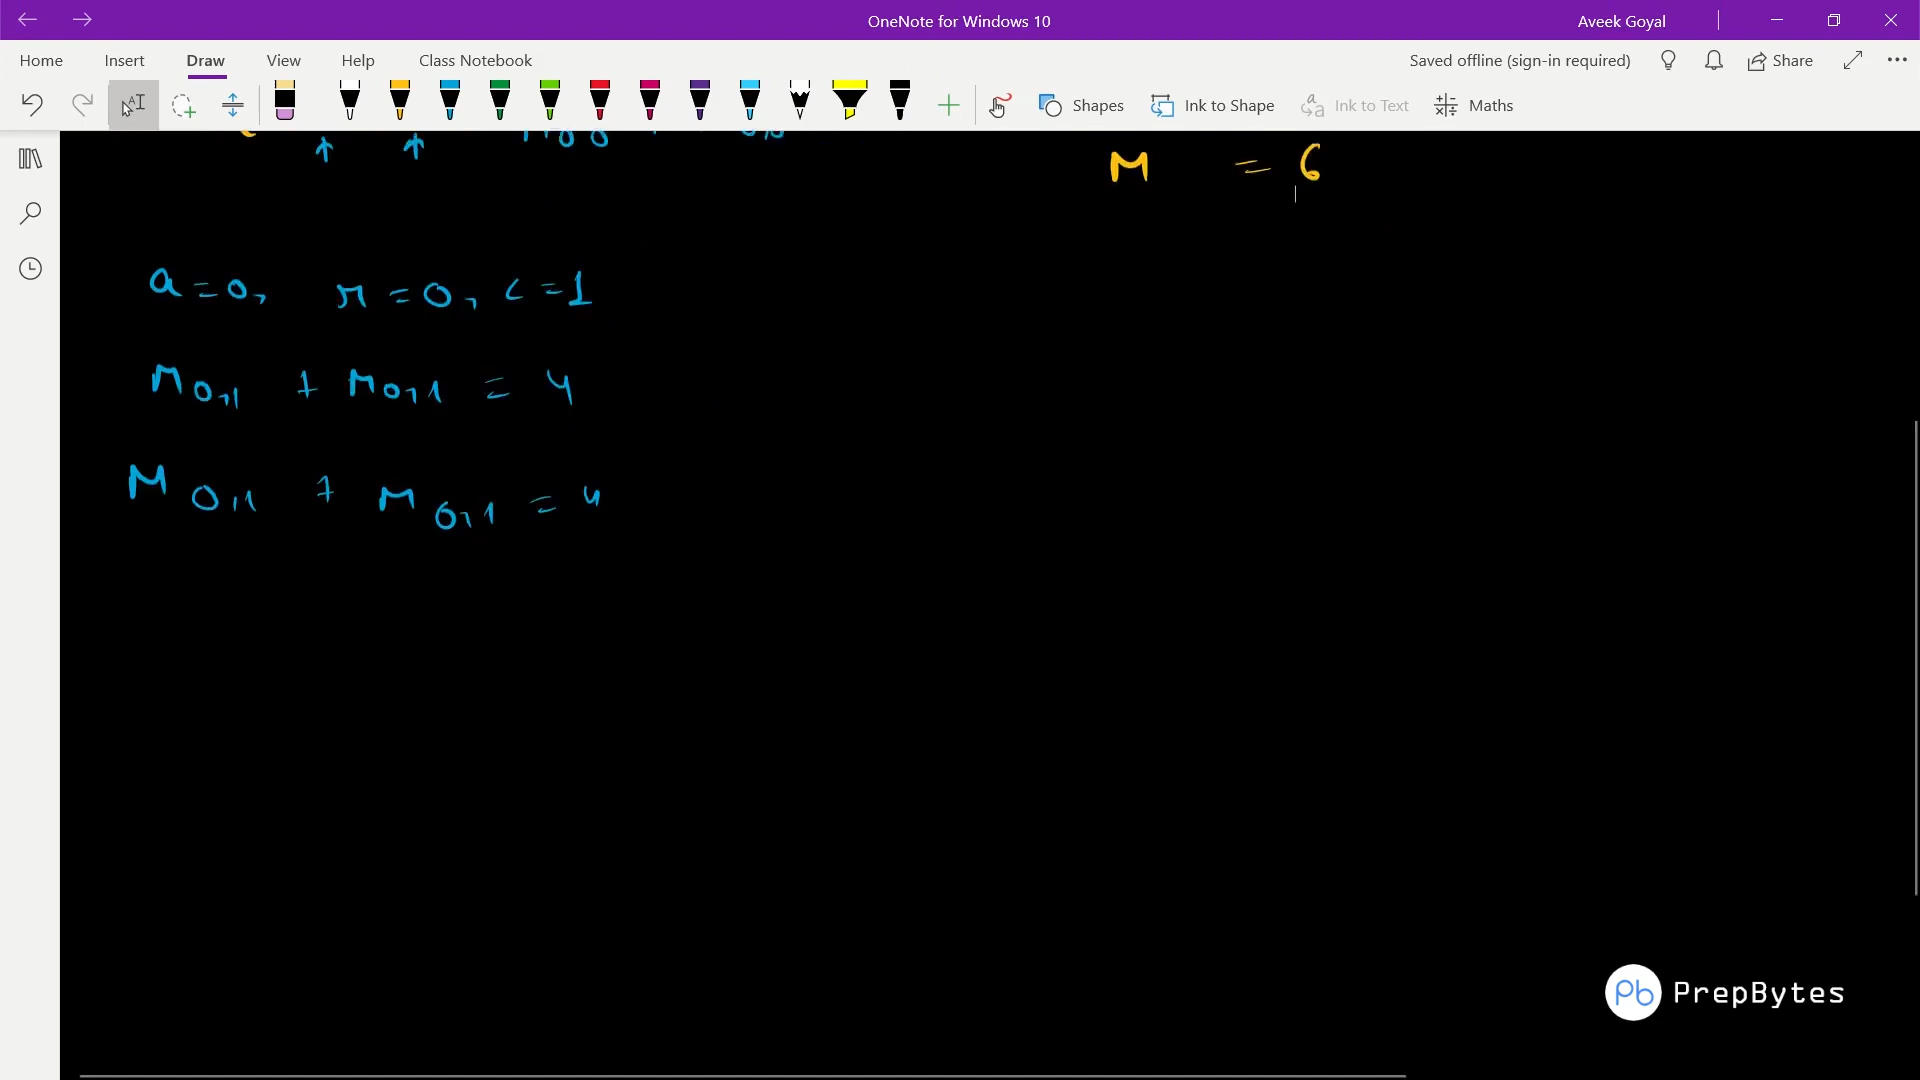 OneNote for Windows 10
Aveek Goyal
Home Insert Draw View Help Class Notebook
Saved offline (sign-in required) Share
Shapes Ink to Shape Ink to Text Maths
M = 6
a=0, r=0, c=1
M0,1 + M0,1 = 4
M0,1 + M0,1 = 4
Pb PrepBytes